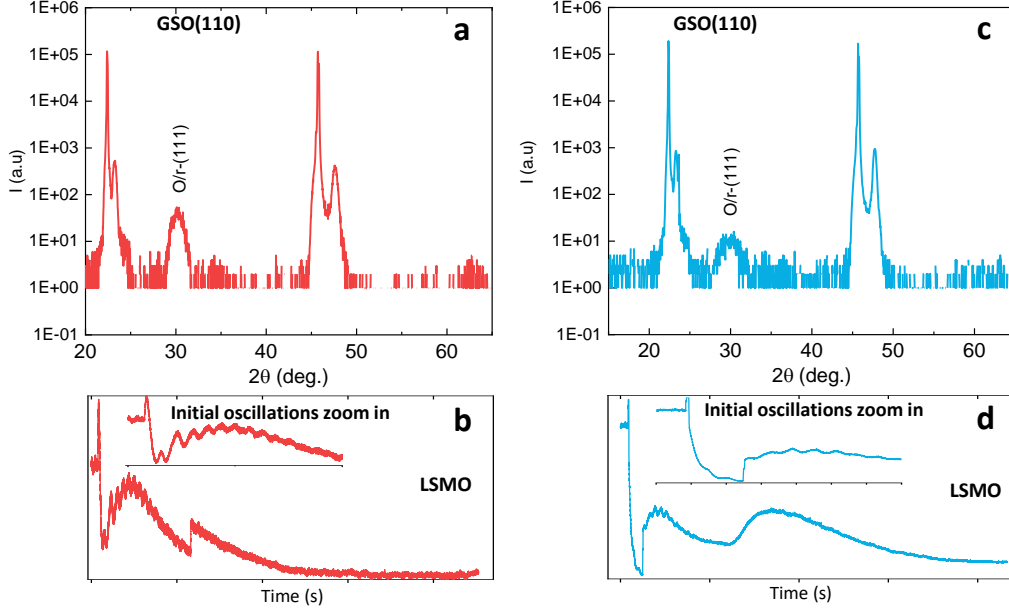 GSO(110)
a
I (a.u)
1E+06
1E+05
1E+04
1E+03
1E+02
1E+01
1E+00
1E-01
O/r-(111)
20 30 40 50 60
2θ (deg.)
GSO(110)
c
I (a.u)
1E+06
1E+05
1E+04
1E+03
1E+02
1E+01
1E+00
1E-01
O/r-(111)
20 30 40 50 60
2θ (deg.)
Initial oscillations zoom in
b
LSMO
Time (s)
Initial oscillations zoom in
d
LSMO
Time (s)